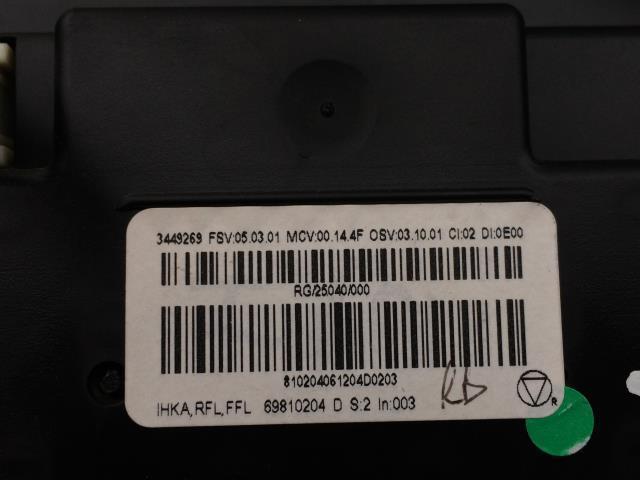 3449269 FSV:05.03.01 MCV:00.14.4F OSV:03.10.01 CI:02 DI:0E00
RG/25040/000
810204061204D0203
IHKA,RFL,FFL 69810204 D S:2 In:003
R